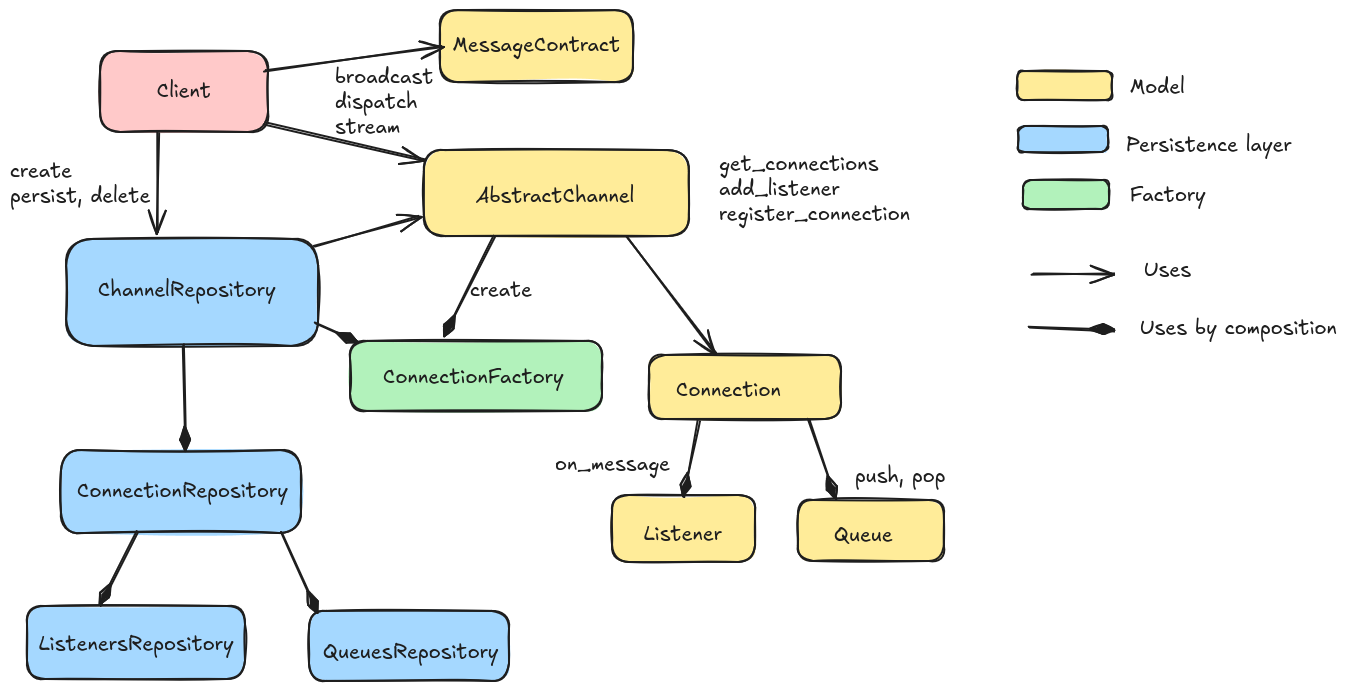 MessageContract
Client
broadcast
dispatch
stream
create
persist, delete
AbstractChannel
get_connections
add_listener
register_connection
ChannelRepository
create
ConnectionFactory
Connection
on_message
push, pop
ConnectionRepository
Listener
Queue
ListenersRepository
QueuesRepository
Model
Persistence layer
Factory
Uses
Uses by composition